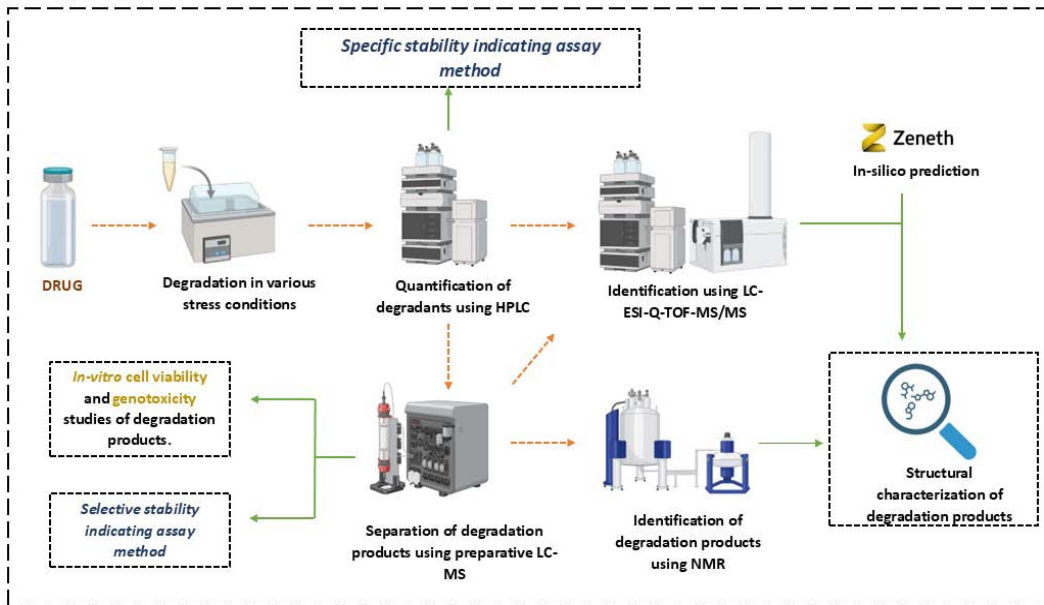 Specific stability indicating assay
method
Zeneth
In-silico prediction
DRUG
Degradation in various
stress conditions
Quantification of
degradants using HPLC
Identification using LC-
ESI-Q-TOF-MS/MS
In-vitro cell viability
and genotoxicity
studies of degradation
products.
Selective stability
indicating assay
method
Separation of degradation
products using preparative LC-
MS
Identification of
degradation products
using NMR
Structural
characterization of
degradation products